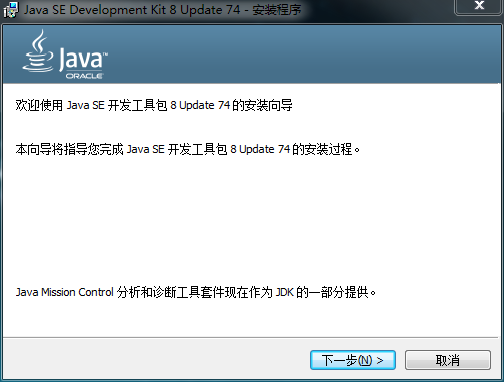 Java SE Development Kit 8 Update 74 - 安装程序
Java™
ORACLE
欢迎使用 Java SE 开发工具包 8 Update 74 的安装向导
本向导将指导您完成 Java SE 开发工具包 8 Update 74 的安装过程。
Java Mission Control 分析和诊断工具套件现在作为 JDK 的一部分提供。
下一步(N) > 取消